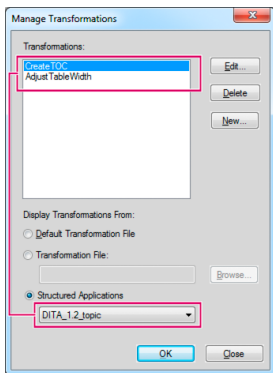 Manage Transformations
Transformations:
CreateTOC
AdjustTableWidth
Edit...
Delete
New...
Display Transformations From:
Default Transformation File
Transformation File:
Browse...
Structured Applications
DITA_1.2_topic
OK
Close